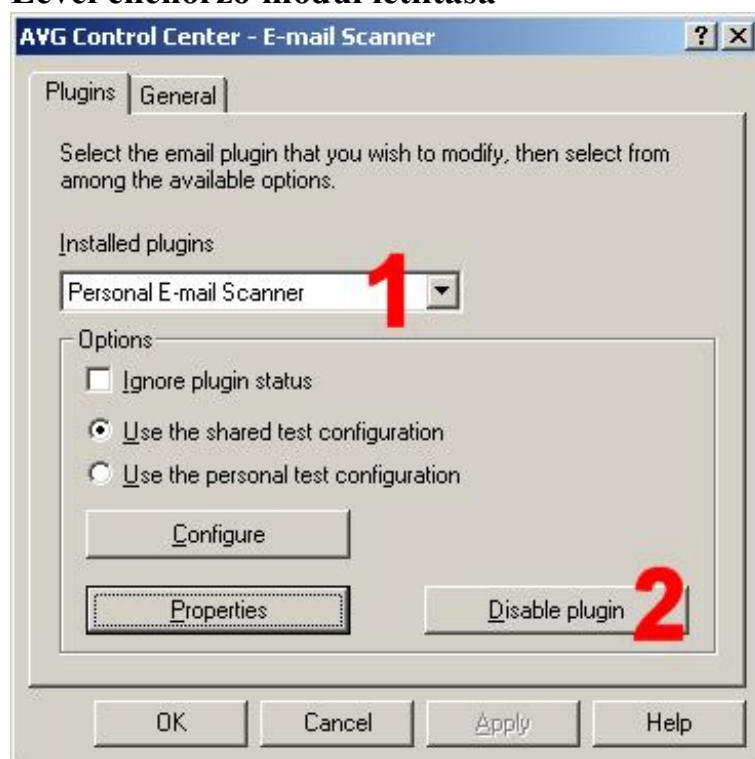 AVG Control Center - E-mail Scanner
Plugins General
Select the email plugin that you wish to modify, then select from
among the available options.
Installed plugins
Personal E-mail Scanner 1
Options
Ignore plugin status
Use the shared test configuration
Use the personal test configuration
Configure
Properties Disable plugin 2
OK Cancel Apply Help